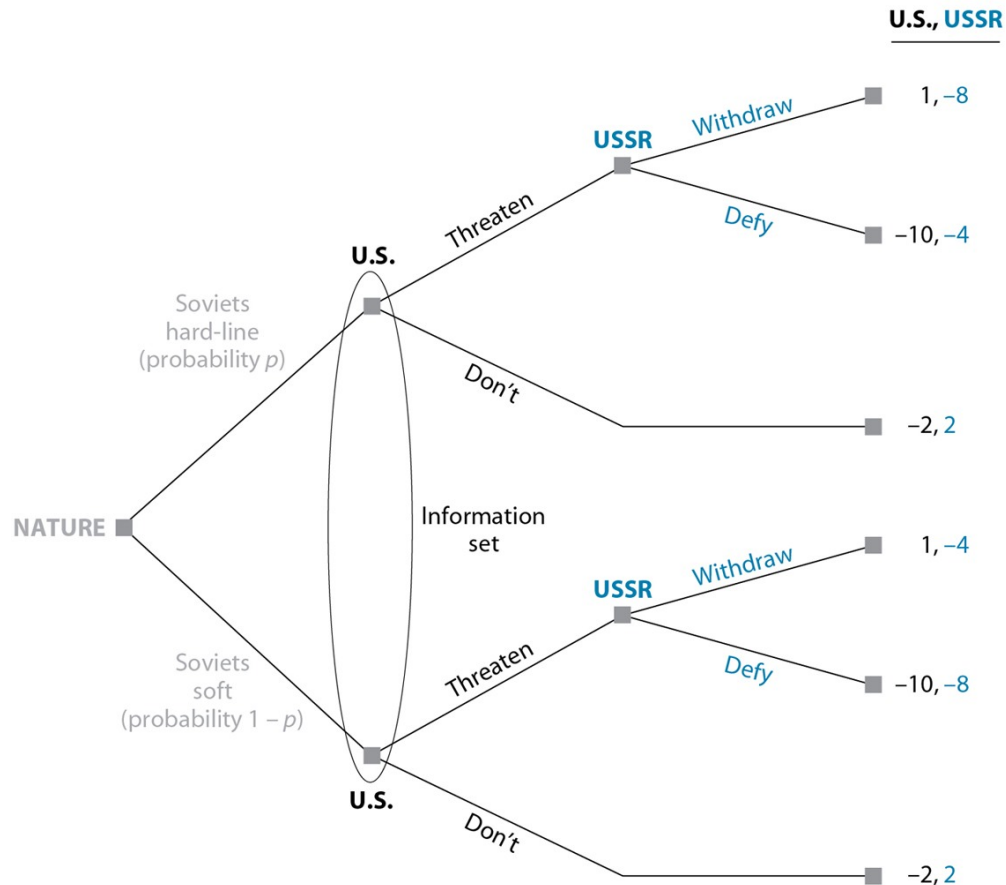 U.S., USSR
Withdraw
1, –8
USSR
Threaten
Defy
–10, –4
U.S.
Soviets
hard-line
(probability p)
Don't
–2, 2
NATURE
Information
set
Withdraw
1, –4
USSR
Threaten
Defy
–10, –8
Soviets
soft
(probability 1 – p)
U.S.
Don't
–2, 2